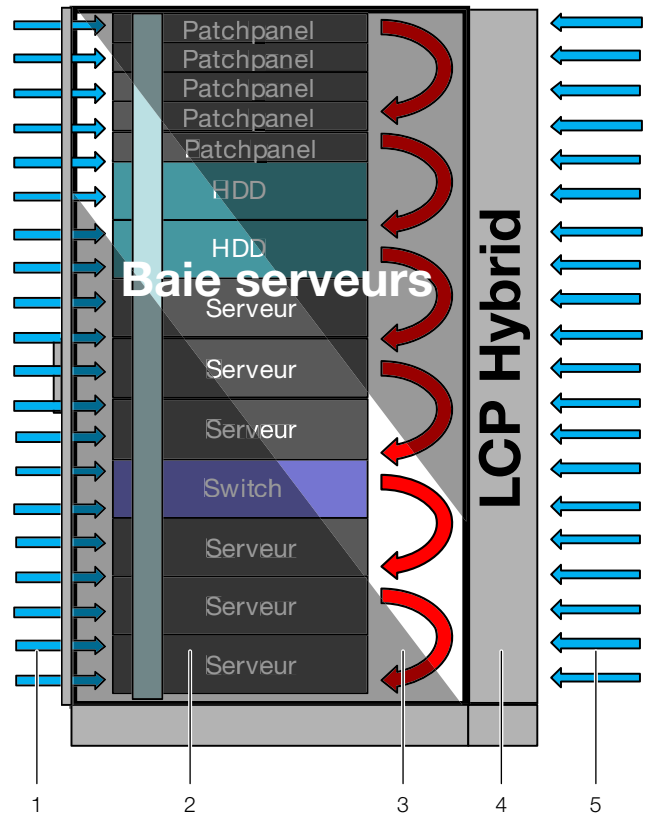 Patchpanel
Patchpanel
Patchpanel
Patchpanel
Patchpanel
HDD
HDD
Baie serveurs
Serveur
Serveur
Serveur
Switch
Serveur
Serveur
Serveur
LCP Hybrid
1 2 3 4 5